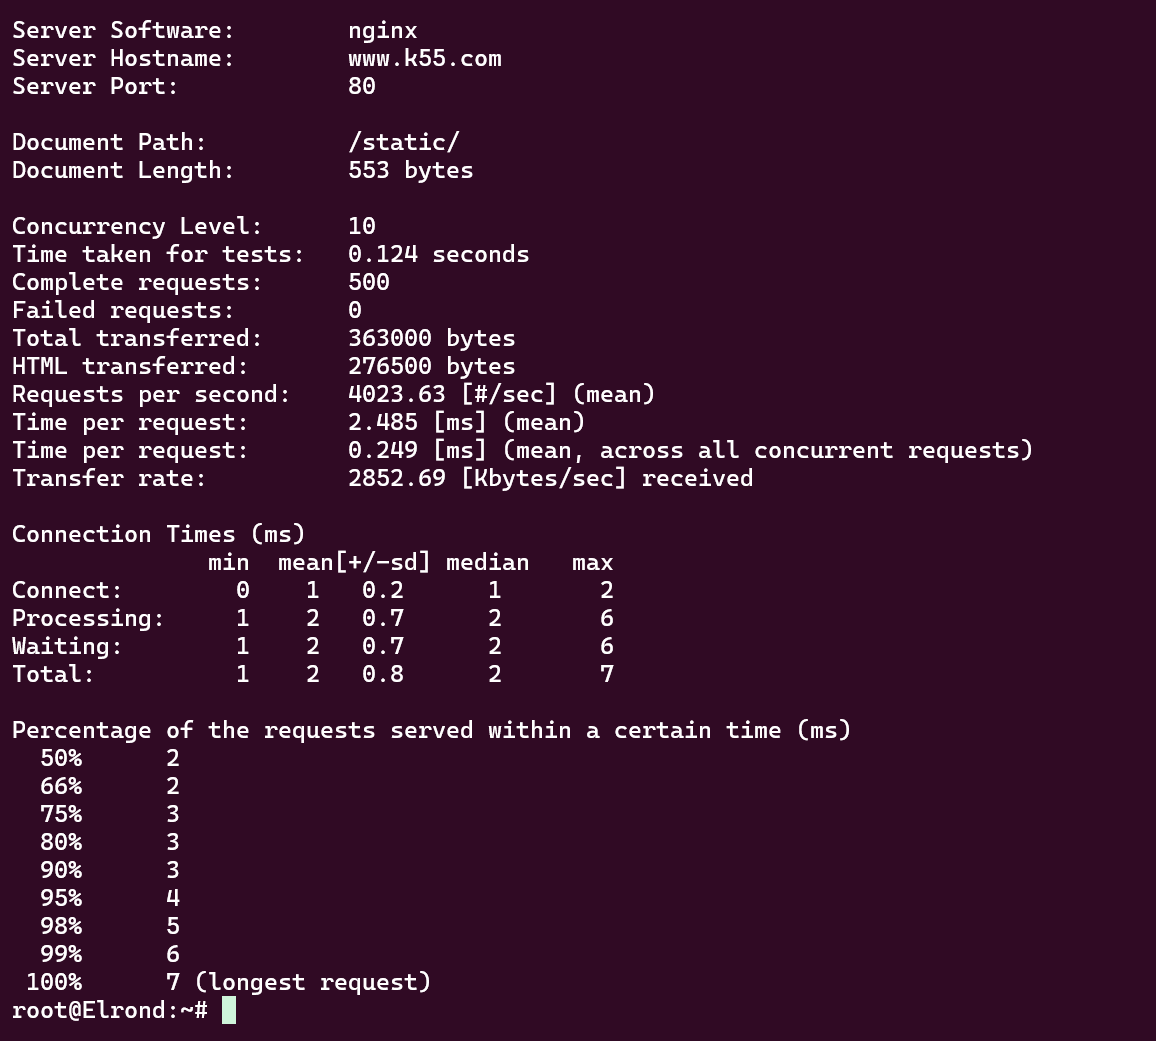 Server Software:        nginx
Server Hostname:        www.k55.com
Server Port:            80

Document Path:          /static/
Document Length:        553 bytes

Concurrency Level:      10
Time taken for tests:   0.124 seconds
Complete requests:      500
Failed requests:        0
Total transferred:      363000 bytes
HTML transferred:       276500 bytes
Requests per second:    4023.63 [#/sec] (mean)
Time per request:       2.485 [ms] (mean)
Time per request:       0.249 [ms] (mean, across all concurrent requests)
Transfer rate:          2852.69 [Kbytes/sec] received

Connection Times (ms)
              min  mean[+/-sd] median   max
Connect:        0    1   0.2      1       2
Processing:     1    2   0.7      2       6
Waiting:        1    2   0.7      2       6
Total:          1    2   0.8      2       7

Percentage of the requests served within a certain time (ms)
  50%      2
  66%      2
  75%      3
  80%      3
  90%      3
  95%      4
  98%      5
  99%      6
 100%      7 (longest request)
root@Elrond:~#